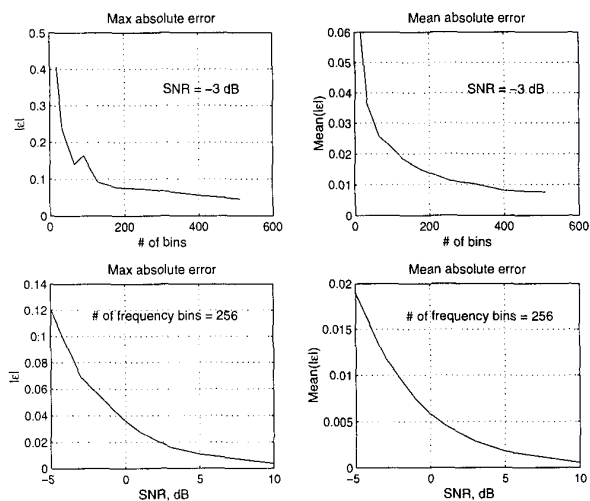 Max absolute error
0.5
0.4
0.3
0.2
0.1
0
|ε|
SNR = −3 dB
0 200 400 600
# of bins
Mean absolute error
0.06
0.05
0.04
0.03
0.02
0.01
0
Mean(|ε|)
SNR = −3 dB
0 200 400 600
# of bins
Max absolute error
0.14
0.12
0.1
0.08
0.06
0.04
0.02
0
|ε|
# of frequency bins = 256
−5 0 5 10
SNR, dB
Mean absolute error
0.02
0.015
0.01
0.005
0
Mean(|ε|)
# of frequency bins = 256
−5 0 5 10
SNR, dB